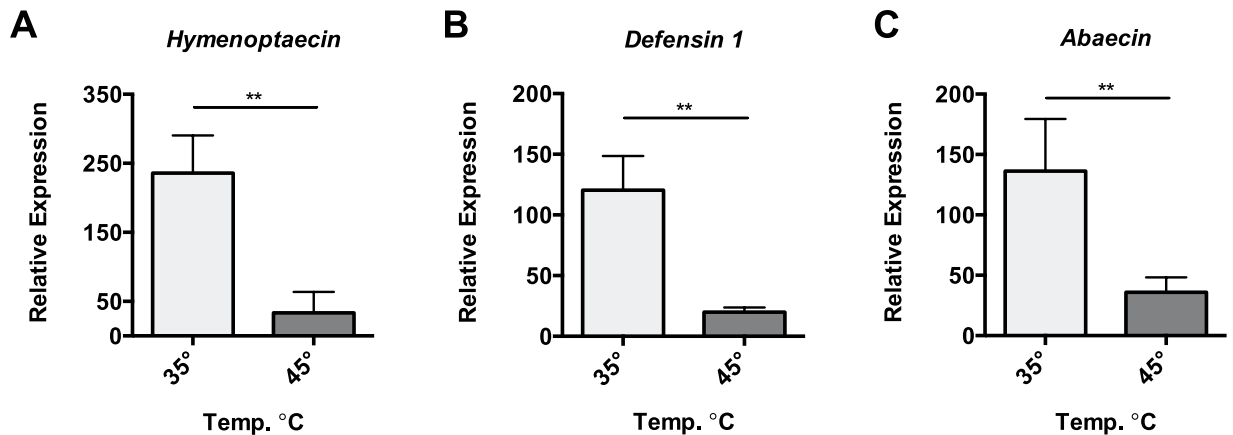 A
Hymenoptaecin
Relative Expression
350
250
150
50
0
**
35°
45°
Temp. °C
B
Defensin 1
Relative Expression
200
150
100
50
0
**
35°
45°
Temp. °C
C
Abaecin
Relative Expression
200
150
100
50
0
**
35°
45°
Temp. °C